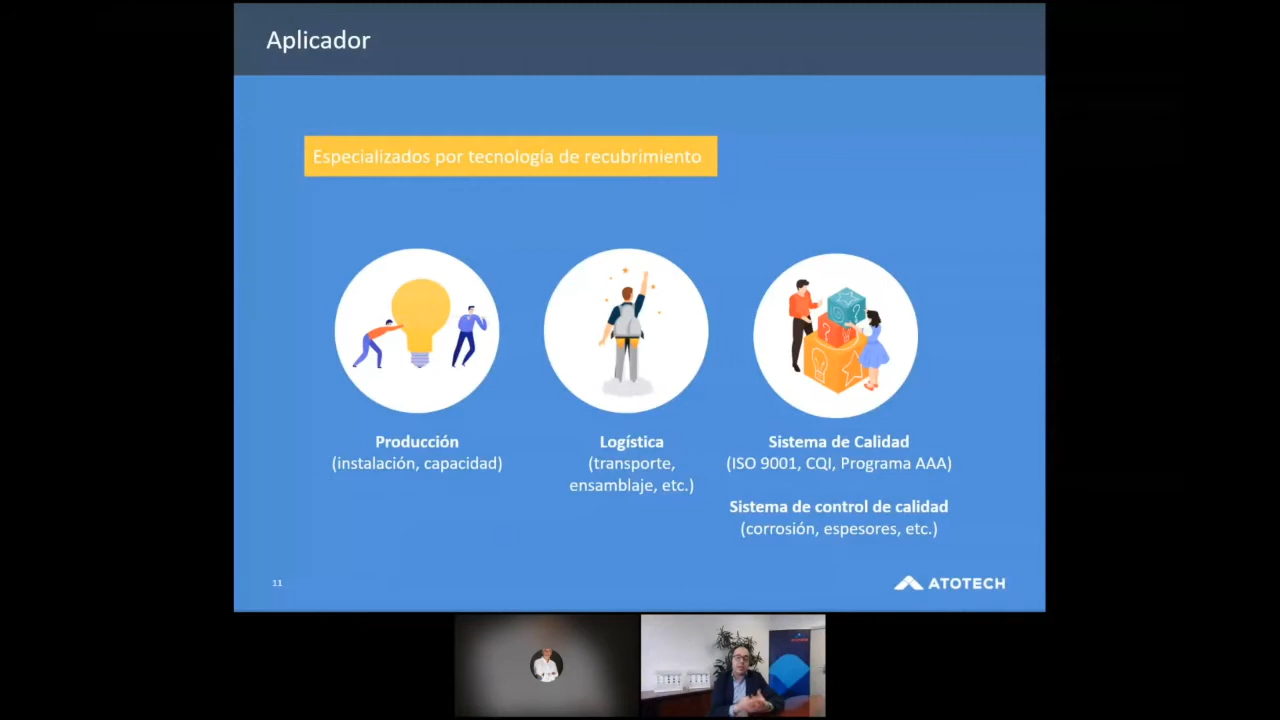 Aplicador
Especializados por tecnología de recubrimiento
Producción
(instalación, capacidad)
Logística
(transporte,
ensamblaje, etc.)
Sistema de Calidad
(ISO 9001, CQI, Programa AAA)
Sistema de control de calidad
(corrosión, espesores, etc.)
11
ATOTECH